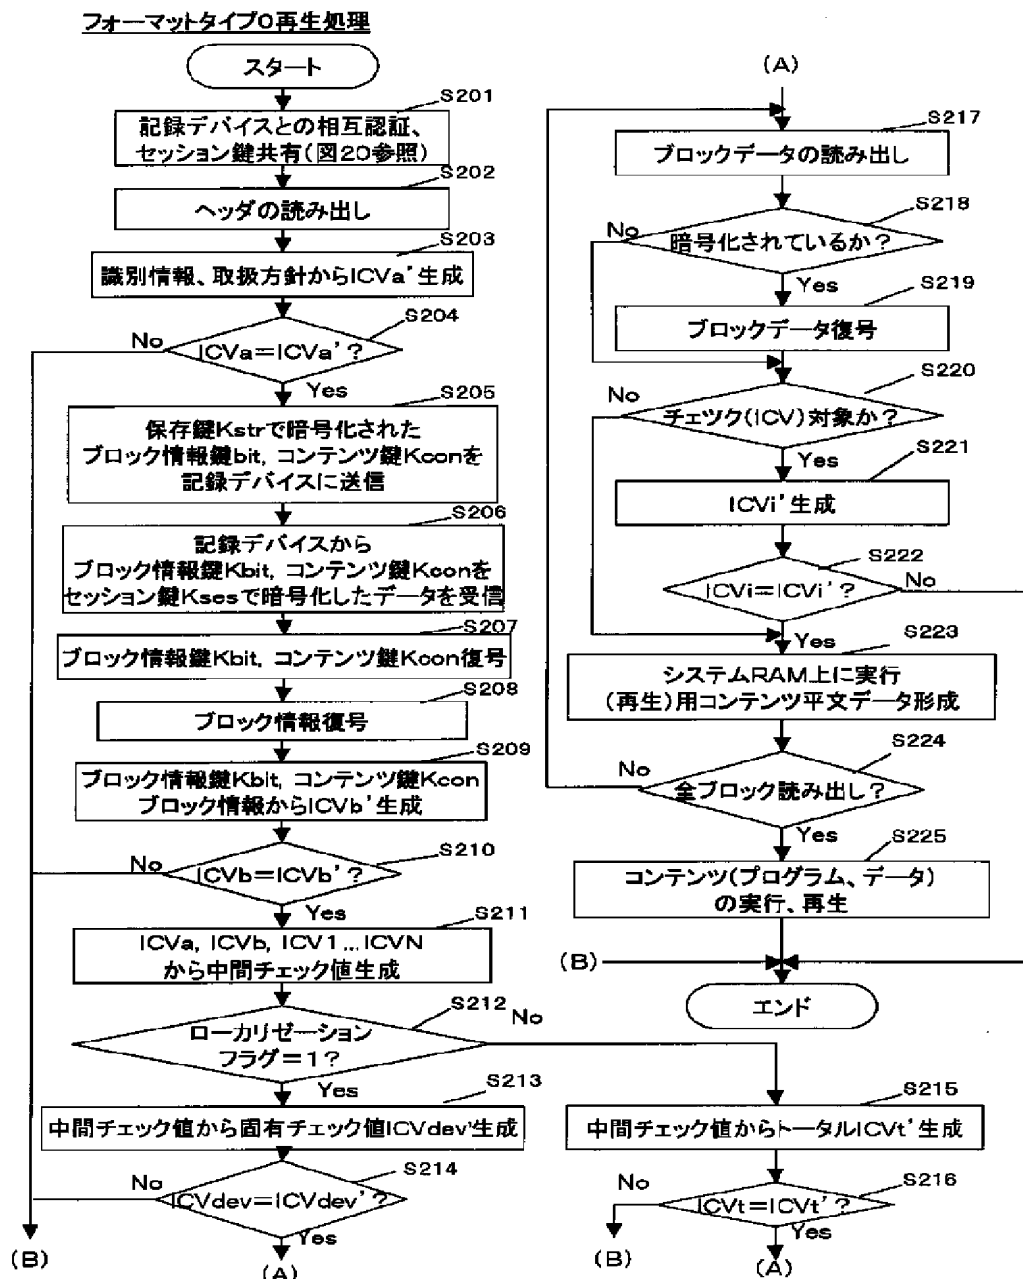 フォーマットタイプ0再生処理
スタート
S201
記録デバイスとの相互認証、
セッション鍵共有(図20参照)
S202
ヘッダの読み出し
S203
識別情報、取扱方針からICVa'生成
S204
No
ICVa=ICVa'?
Yes
S205
保存鍵Kstrで暗号化された
ブロック情報鍵bit, コンテンツ鍵Kconを
記録デバイスに送信
S206
記録デバイスから
ブロック情報鍵Kbit, コンテンツ鍵Kconを
セッション鍵Ksesで暗号化したデータを受信
S207
ブロック情報鍵Kbit, コンテンツ鍵Kcon復号
S208
ブロック情報復号
S209
ブロック情報鍵Kbit, コンテンツ鍵Kcon
ブロック情報からICVb'生成
S210
No
ICVb=ICVb'?
Yes
S211
ICVa, ICVb, ICV1...ICVN
から中間チェック値生成
S212
No
ローカリゼーション
フラグ=1?
Yes
S213
中間チェック値から固有チェック値ICVdev'生成
S214
No
ICVdev=ICVdev'?
Yes
(B)
(A)
(A)
S217
ブロックデータの読み出し
S218
No
暗号化されているか?
Yes
S219
ブロックデータ復号
S220
No
チェツク(ICV)対象か?
Yes
S221
ICVi'生成
S222
ICVi=ICVi'?
No
Yes
S223
システムRAM上に実行
(再生)用コンテンツ平文データ形成
S224
No
全ブロック読み出し?
Yes
S225
コンテンツ(プログラム、データ)
の実行、再生
(B)
エンド
S215
中間チェック値からトータルICVt'生成
S216
No
ICVt=ICVt'?
Yes
(B)
(A)